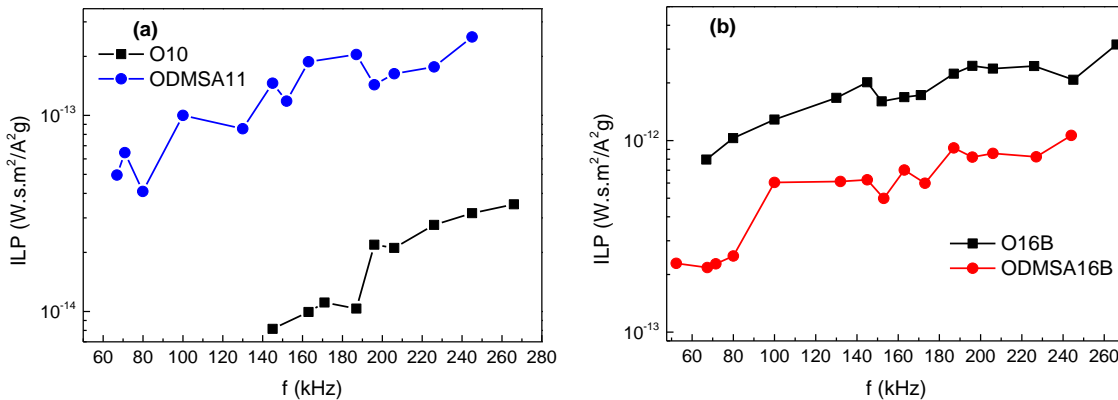 (a)
O10
ODMSA11
10⁻¹³
10⁻¹⁴
ILP (W.s.m²/A²g)
60 80 100 120 140 160 180 200 220 240 260 280
f (kHz)
(b)
10⁻¹²
10⁻¹³
ILP (W.s.m²/A²g)
O16B
ODMSA16B
60 80 100 120 140 160 180 200 220 240 260
f (kHz)